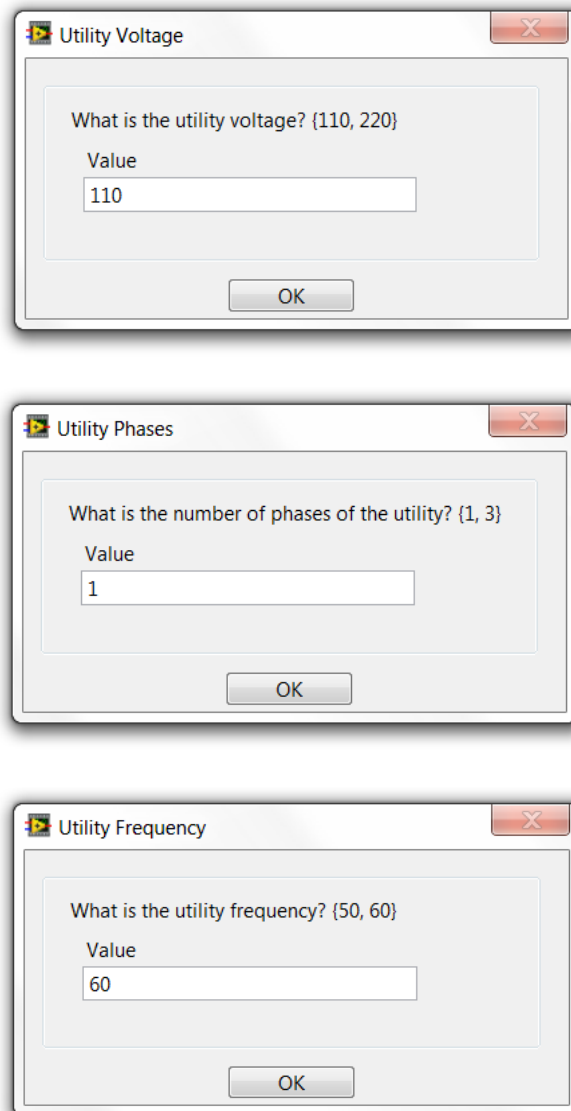 Utility Voltage
What is the utility voltage? {110, 220}
Value
110
OK
Utility Phases
What is the number of phases of the utility? {1, 3}
Value
1
OK
Utility Frequency
What is the utility frequency? {50, 60}
Value
60
OK